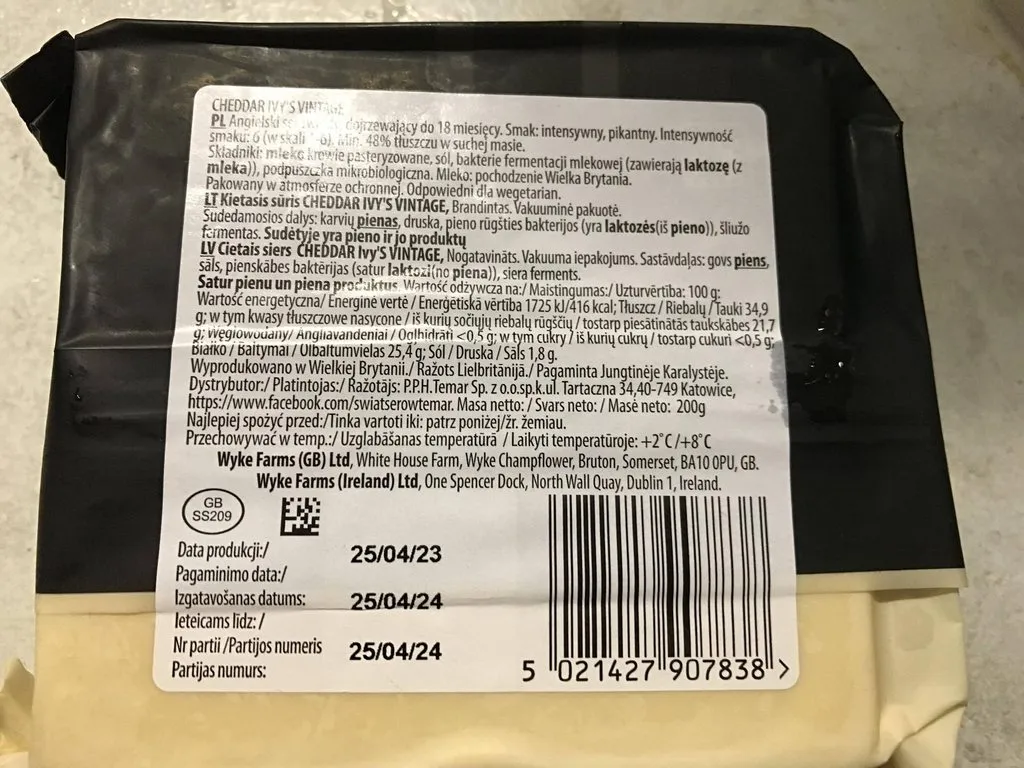 CHEDDAR IVY'S VINTAGE
PL Angielski dojrzewający do 18 miesięcy. Smak: intensywny, pikantny. Intensywność
smaku: 6 (w skali 1-6). Min. 48% tłuszczu w suchej masie.
Składniki: mleko krowie pasteryzowane, sól, bakterie fermentacji mlekowej (zawierają laktozę (z
mleka)), podpuszczka mikrobiologiczna. Mleko: pochodzenie Wielka Brytania.
Pakowany w atmosferze ochronnej. Odpowiedni dla wegetarian.
LT Kietasis sūris CHEDDAR IVY'S VINTAGE, Brandintas. Vakuuminė pakuotė.
Sudedamosios dalys: karvių pienas, druska, pieno rūgšties bakterijos (yra laktozės(iš pieno)), šliužo
fermentas. Sudėtyje yra pieno ir jo produktų
LV Cietais siers CHEDDAR Ivy'S VINTAGE, Nogatavināts. Vakuuma iepakojums. Sastāvdaļas: govs piens,
sāls, pienskābes baktērijas (satur laktozi(no piena)), siera ferments.
Satur pienu un piena produktus. Wartość odżywcza na:/ Maistingumas:/ Uzturvērtība: 100 g:
Wartość energetyczna/ Energinė vertė / Enerģētiskā vērtība 1725 kJ/416 kcal; Tłuszcz / Riebalų /Tauki 34,9
g; w tym kwasy tłuszczowe nasycone / iš kurių sočiųjų riebalų rūgščių / tostarp piesātinātās taukskābes 21,7
g; Węglowodany/ Angliavandeniai / Ogļhidrāti <0,5 g; w tym cukry / iš kurių cukrų / tostarp cukuri <0,5 g;
Białko / Baltymai / Olbaltumvielas 25,4 g; Sól / Druska / Sāls 1,8 g.
Wyprodukowano w Wielkiej Brytanii./ Ražots Lielbritānijā./ Pagaminta Jungtinėje Karalystėje.
Dystrybutor:/ Platintojas:/ Ražotājs: P.P.H.Temar Sp. z o.o.sp.k.ul. Tartaczna 34,40-749 Katowice,
https://www.facebook.com/swiatserowtemar. Masa netto: / Svars neto: / Masė neto: 200g
Najlepiej spożyć przed:/Tinka vartoti iki: patrz poniżej/žr. žemiau.
Przechowywać w temp.:/ Uzglabāšanas temperatūrā / Laikyti temperatūroje: +2°C /+8°C
Wyke Farms (GB) Ltd, White House Farm, Wyke Champflower, Bruton, Somerset, BA10 0PU, GB.
Wyke Farms (Ireland) Ltd, One Spencer Dock, North Wall Quay, Dublin 1, Ireland.
GB
SS209
Data produkcji:/ 25/04/23
Pagaminimo data:/
Izgatavošanas datums: 25/04/24
Ieteicams līdz: /
Nr partii /Partijos numeris 25/04/24
Partijas numurs:
5 021427 907838 >